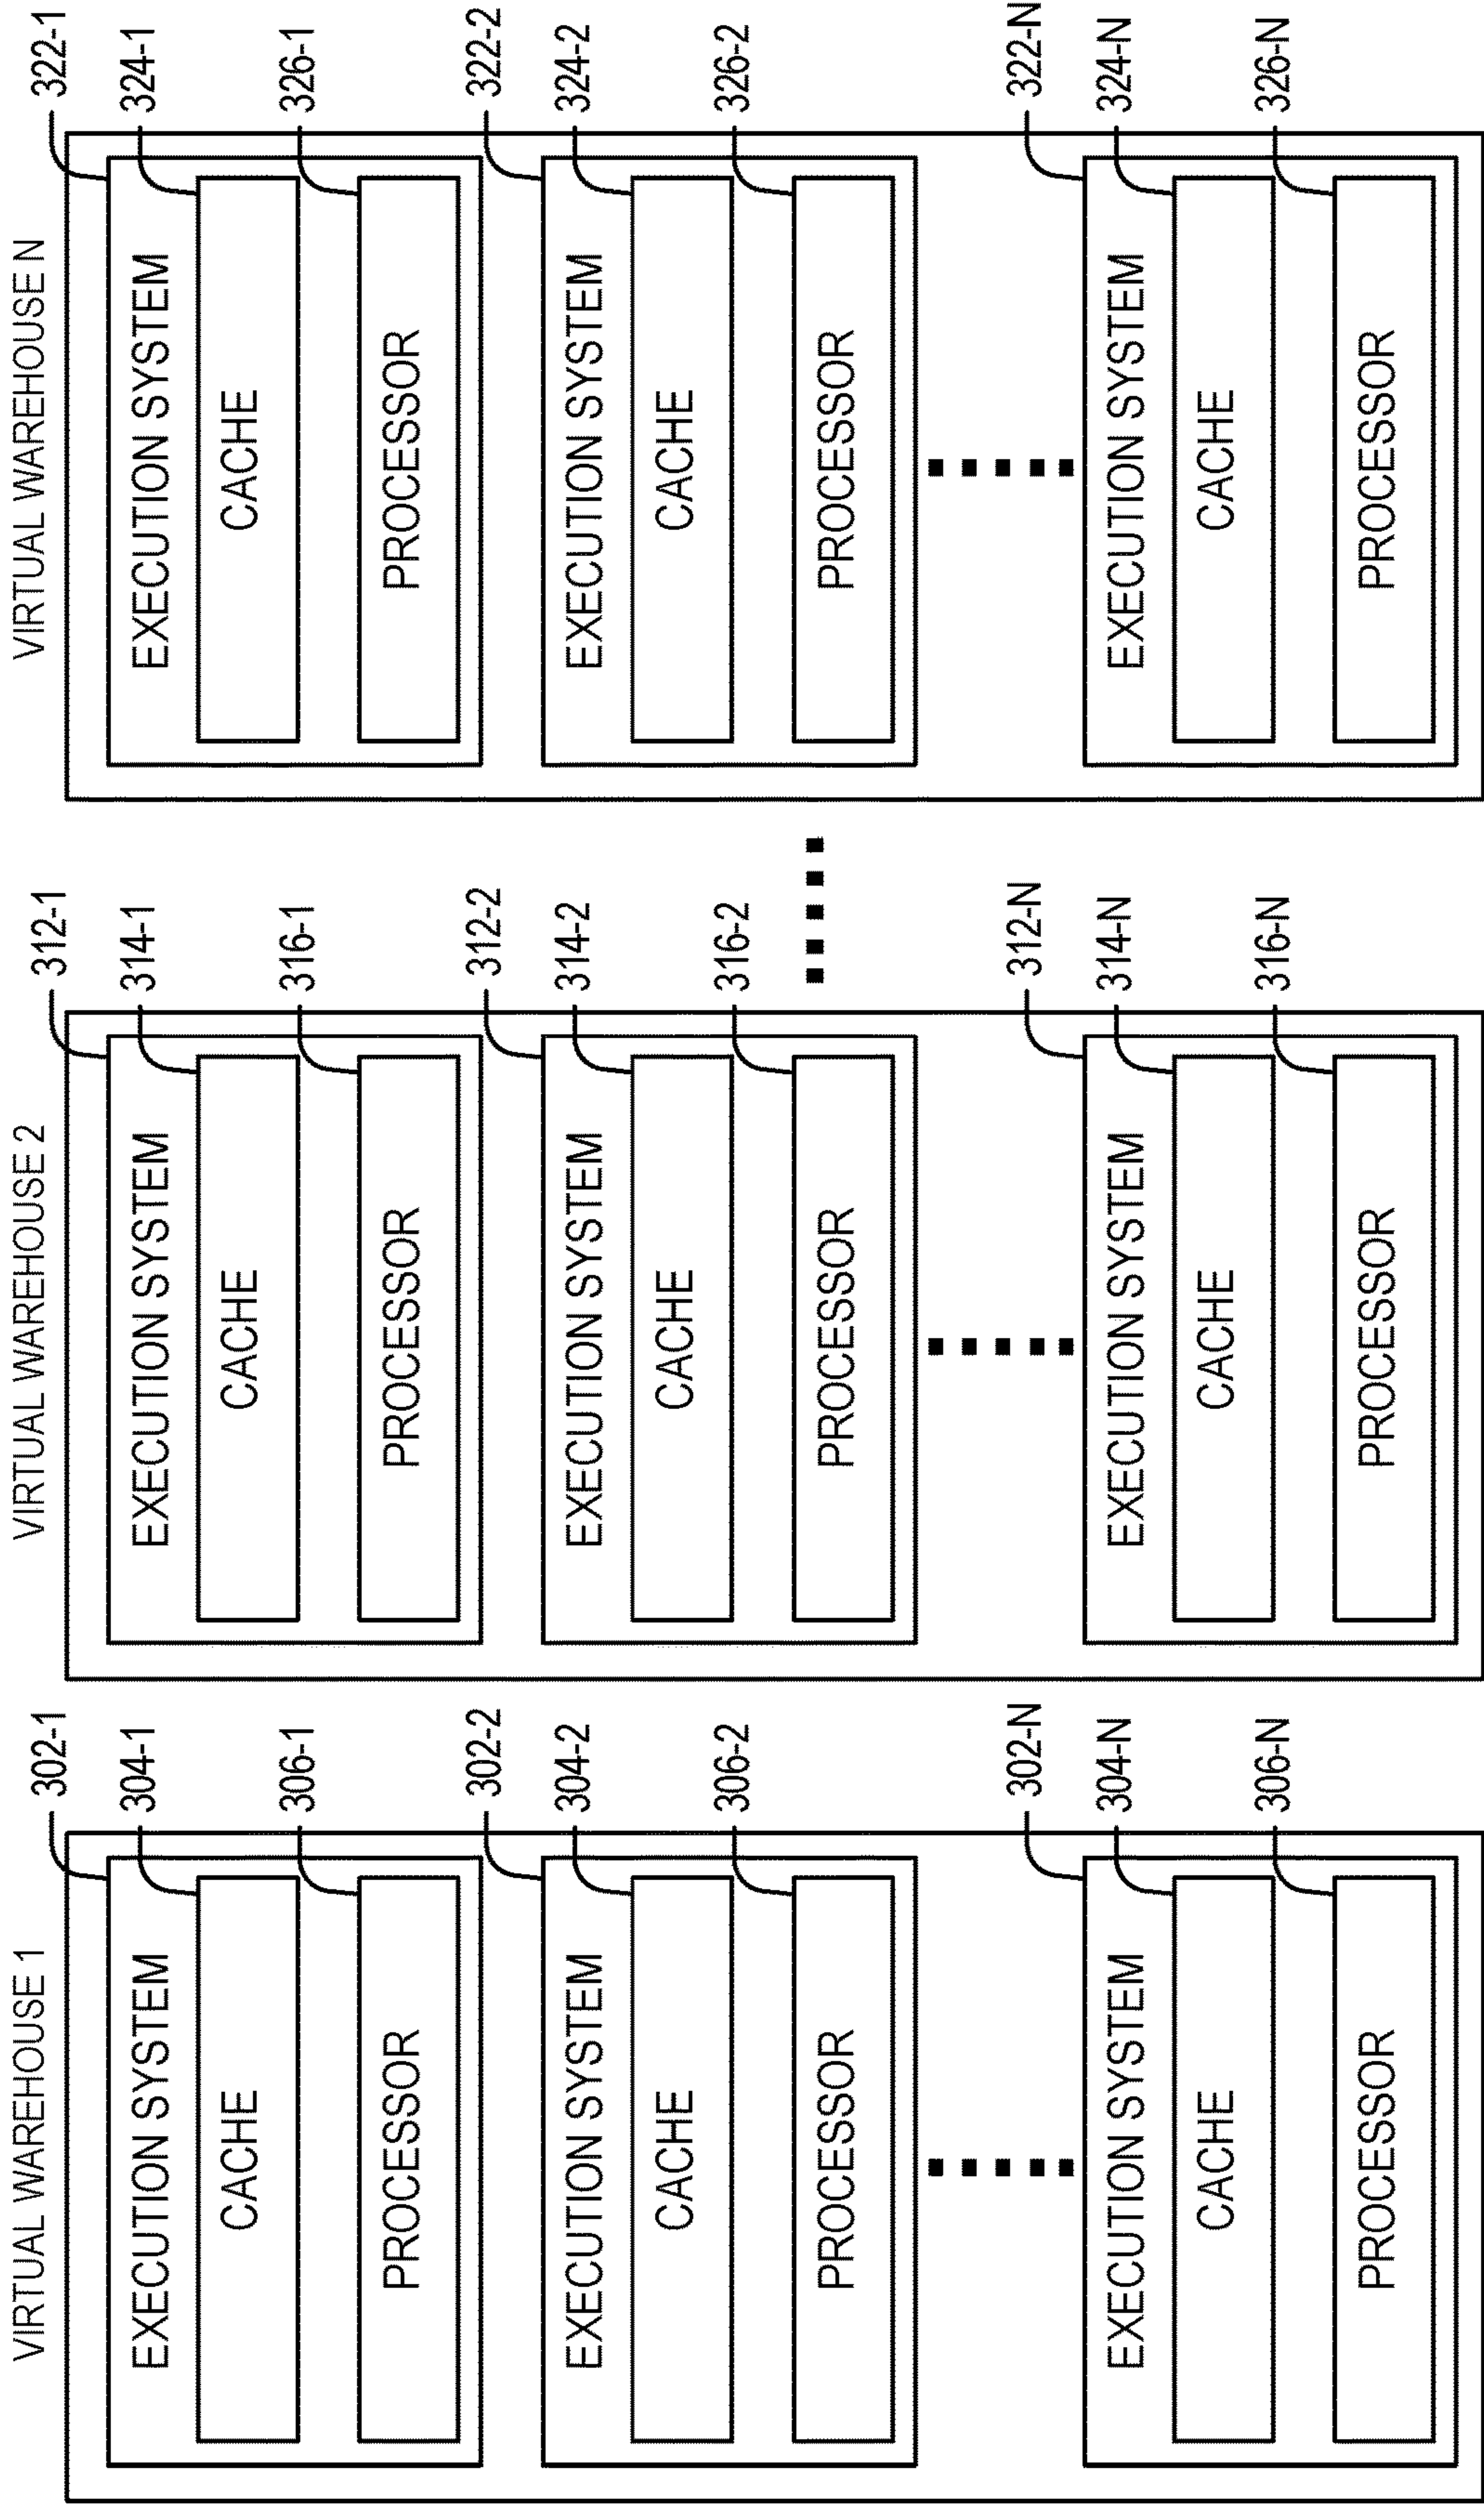 VIRTUAL WAREHOUSE 1
302-1
EXECUTION SYSTEM
304-1
CACHE
306-1
PROCESSOR
302-2
EXECUTION SYSTEM
304-2
CACHE
306-2
PROCESSOR
302-N
EXECUTION SYSTEM
304-N
CACHE
306-N
PROCESSOR
VIRTUAL WAREHOUSE 2
312-1
EXECUTION SYSTEM
314-1
CACHE
316-1
PROCESSOR
312-2
EXECUTION SYSTEM
314-2
CACHE
316-2
PROCESSOR
312-N
EXECUTION SYSTEM
314-N
CACHE
316-N
PROCESSOR
VIRTUAL WAREHOUSE N
322-1
EXECUTION SYSTEM
324-1
CACHE
326-1
PROCESSOR
322-2
EXECUTION SYSTEM
324-2
CACHE
326-2
PROCESSOR
322-N
EXECUTION SYSTEM
324-N
CACHE
326-N
PROCESSOR